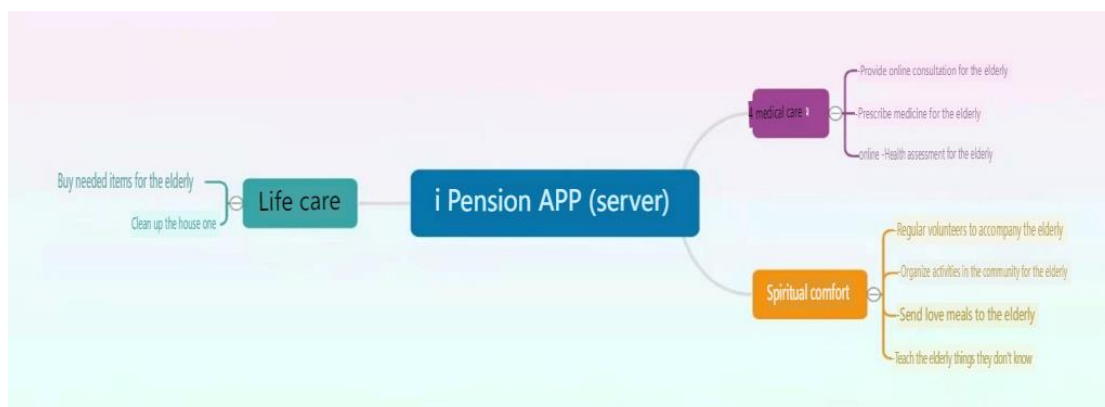 i Pension APP (server)
Life care
Buy needed items for the elderly
Clean up the house one
4 medical care
-Provide online consultation for the elderly
-Prescribe medicine for the elderly
online -Health assessment for the elderly
Spiritual comfort
-Regular volunteers to accompany the elderly
-Organize activities in the community for the elderly
-Send love meals to the elderly
Teach the elderly things they don't know